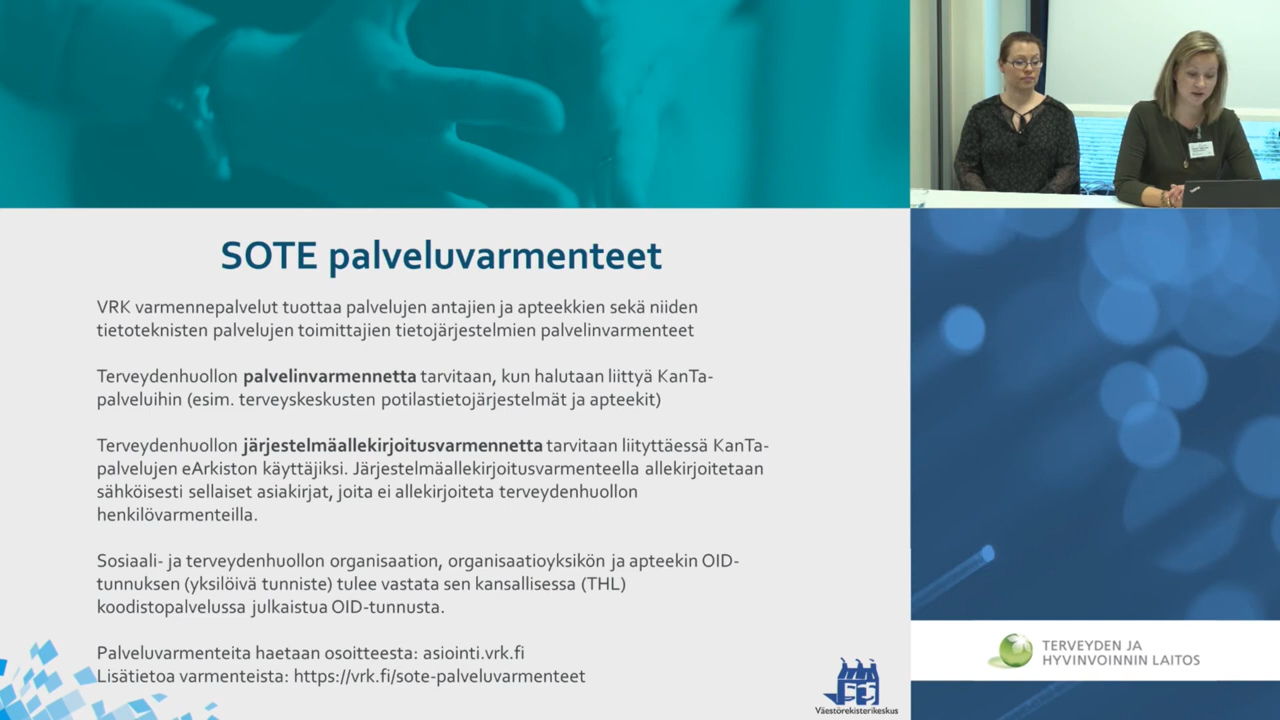 SOTE palveluvarmenteet
VRK varmennepalvelut tuottaa palvelujen antajien ja apteekkien sekä niiden
tietoteknisten palvelujen toimittajien tietojärjestelmien palvelinvarmenteet
Terveydenhuollon palvelinvarmennetta tarvitaan, kun halutaan liittyä KanTa-
palveluihin (esim. terveyskeskusten potilastietojärjestelmät ja apteekit)
Terveydenhuollon järjestelmäallekirjoitusvarmennetta tarvitaan liityttäessä KanTa-
palvelujen eArkiston käyttäjiksi. Järjestelmäallekirjoitusvarmenteella allekirjoitetaan
sähköisesti sellaiset asiakirjat, joita ei allekirjoiteta terveydenhuollon
henkilövarmenteilla.
Sosiaali- ja terveydenhuollon organisaation, organisaatioyksikön ja apteekin OID-
tunnuksen (yksilöivä tunniste) tulee vastata sen kansallisessa (THL)
koodistopalvelussa julkaistua OID-tunnusta.
Palveluvarmenteita haetaan osoitteesta: asiointi.vrk.fi
Lisätietoa varmenteista: https://vrk.fi/sote-palveluvarmenteet
Väestörekisterikeskus
TERVEYDEN JA
HYVINVOINNIN LAITOS